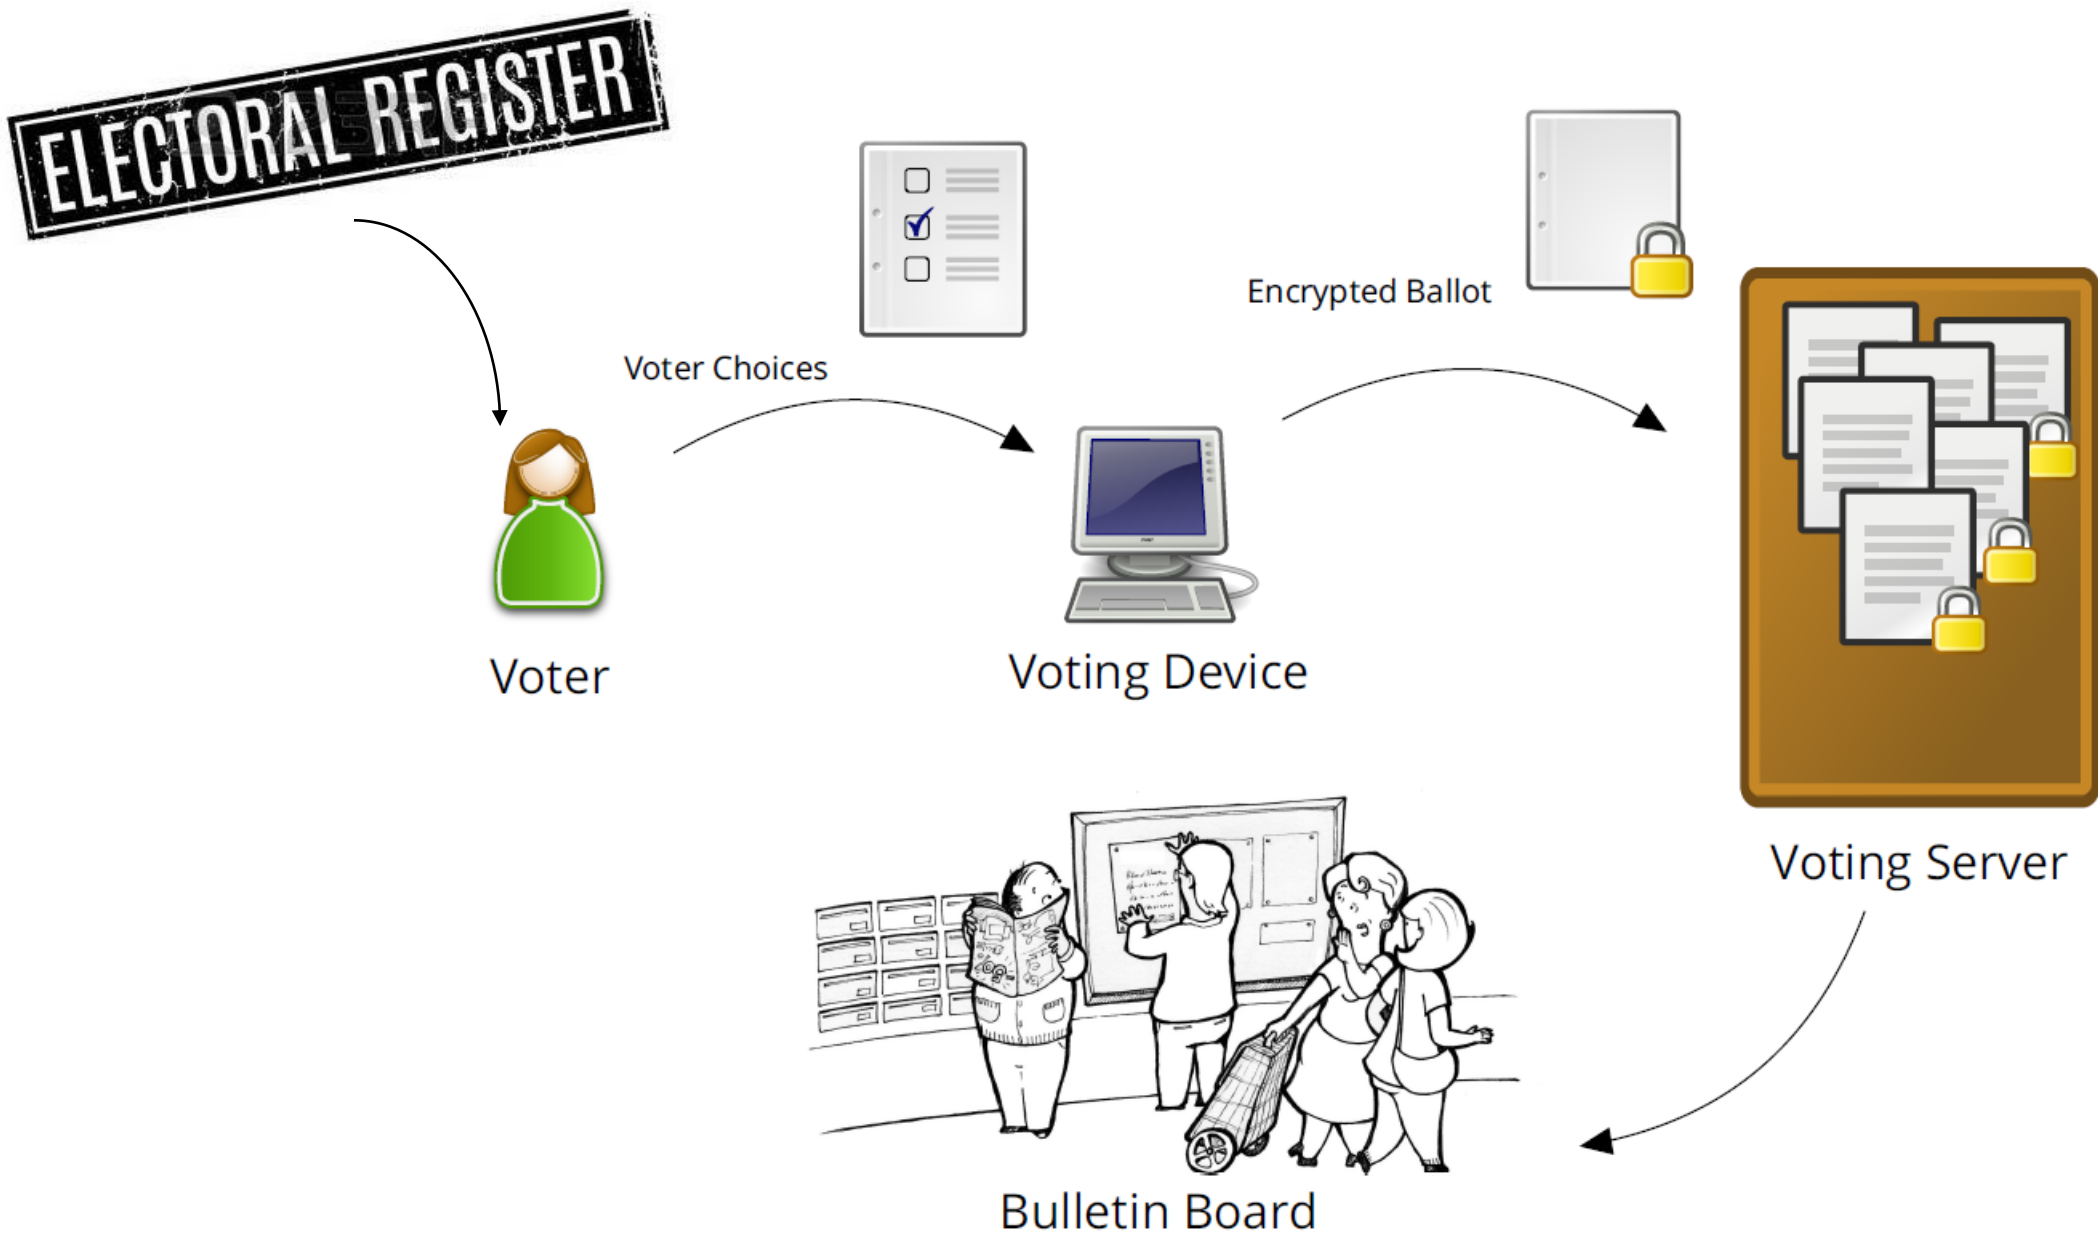 ELECTORAL REGISTER
Encrypted Ballot
Voter Choices
Voter
Voting Device
Voting Server
Bulletin Board